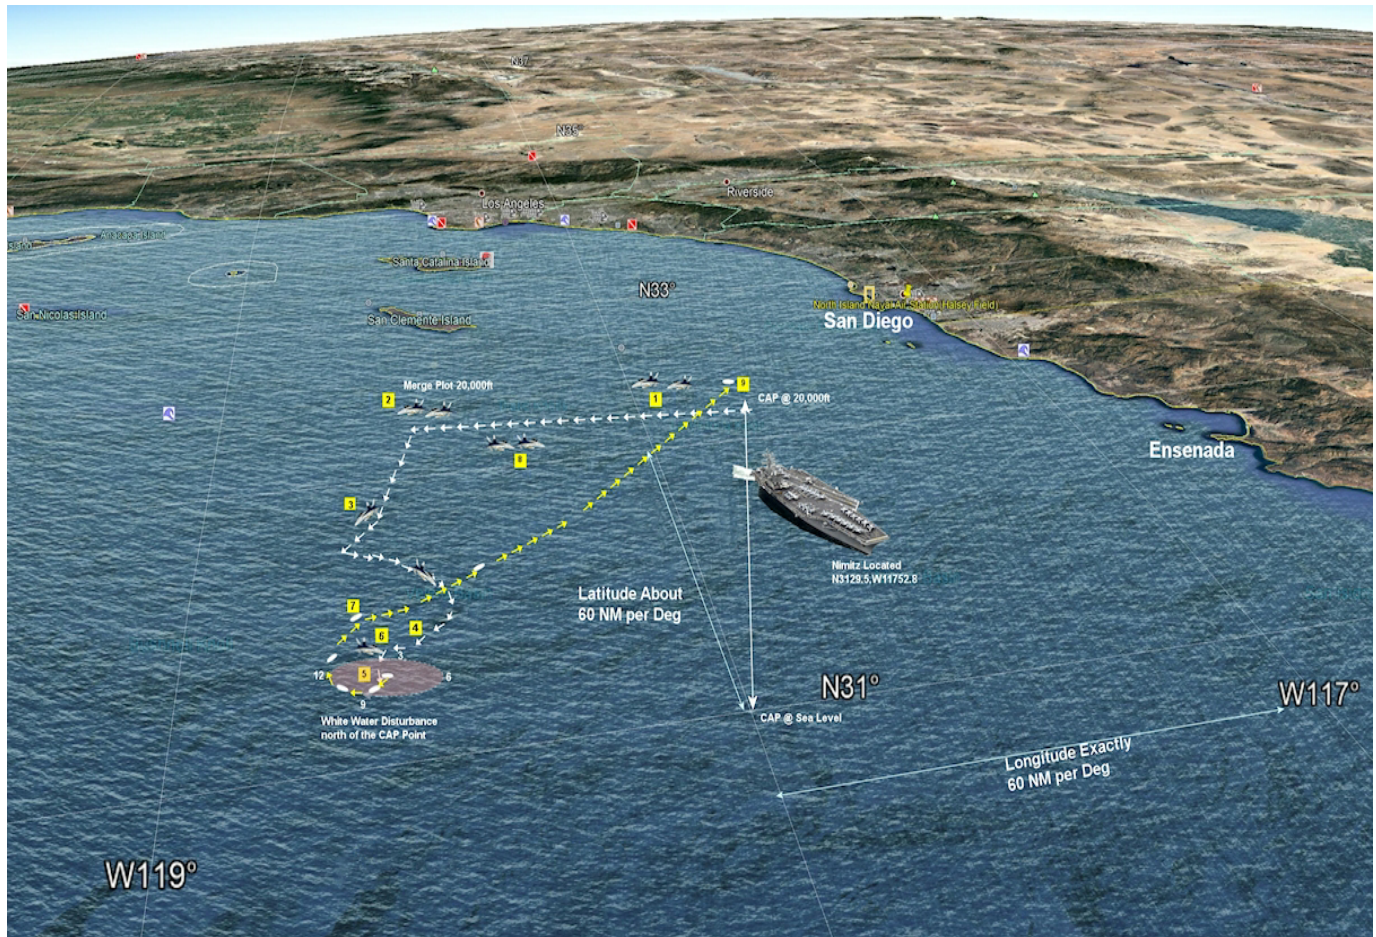 N37
N35°
Riverside
Los Angeles
Anacapa Island
Santa Catalina Island
N33°
North Island Naval Air Station(Halsey Field)
San Nicolas Island
San Clemente Island
San Diego
Merge Plot 20,000ft
9
2
1
CAP @ 20,000ft
8
Ensenada
3
Nimitz Located
N3129.5,W11752.8
Latitude About
60 NM per Deg
7
4
6
3
12
5
6
9
N31°
W117°
White Water Disturbance
north of the CAP Point
CAP @ Sea Level
Longitude Exactly
60 NM per Deg
W119°